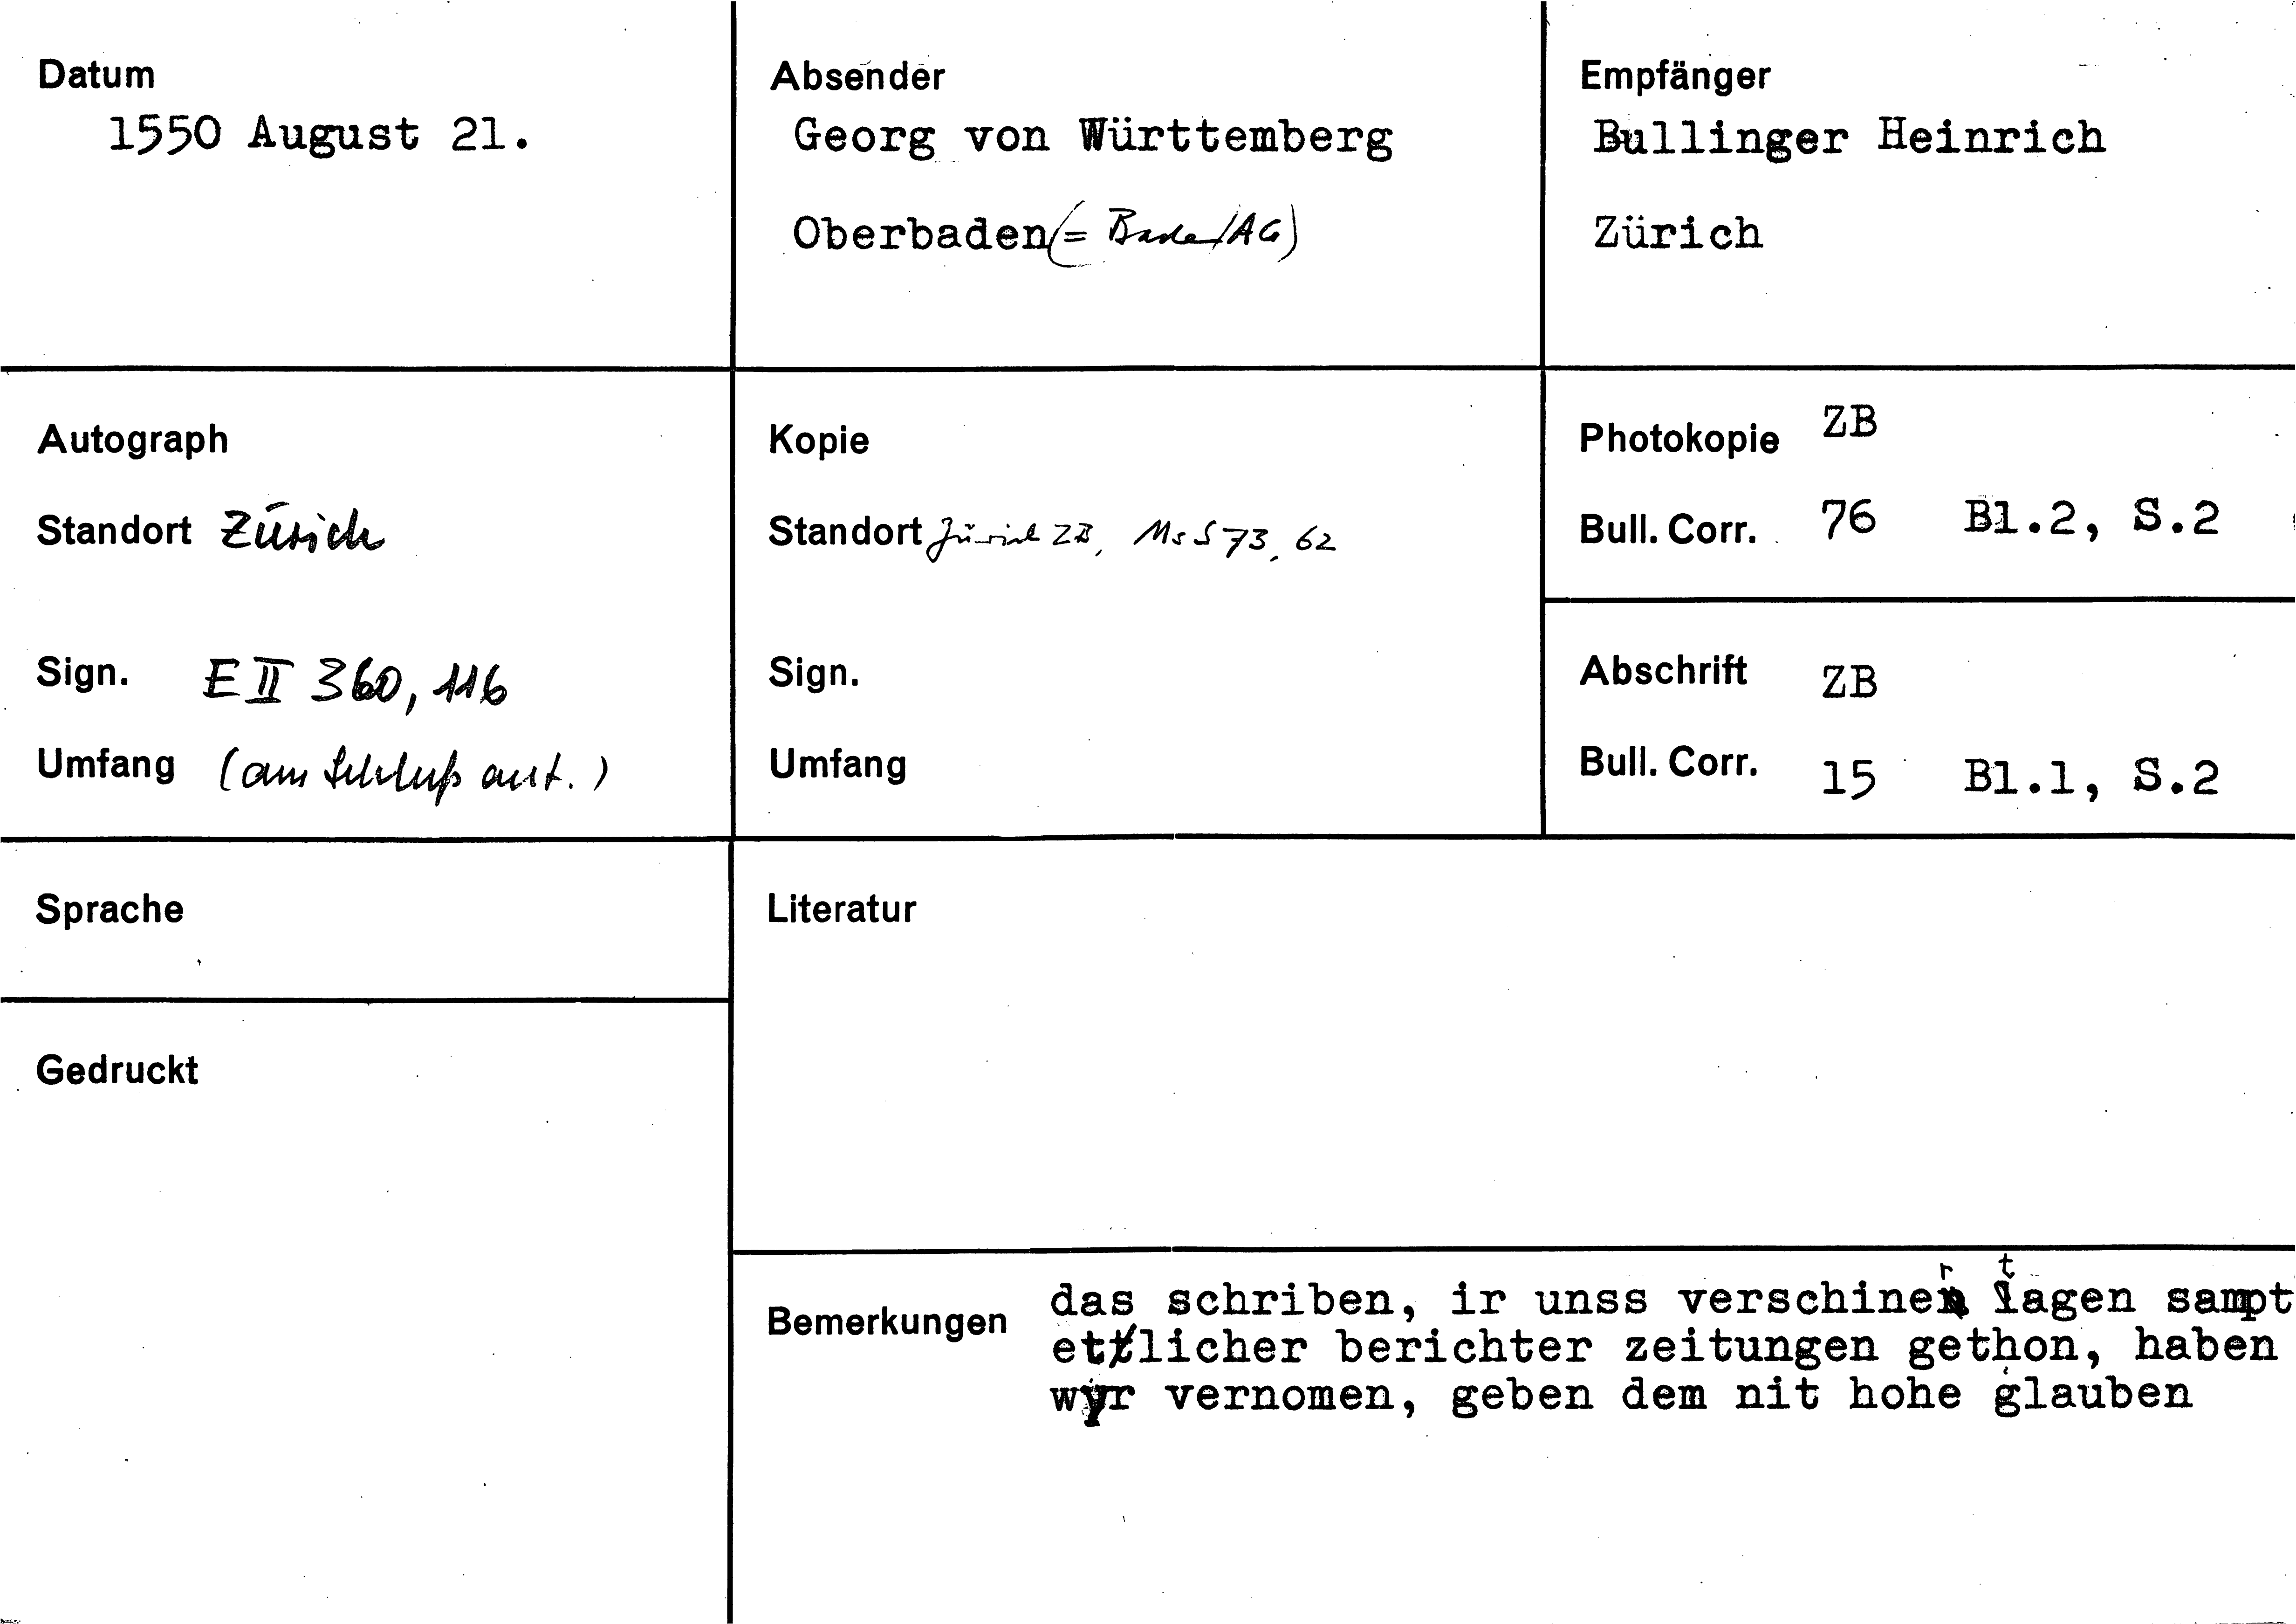 Datum
1550 August 21.
Absender
Georg von Württemberg
Oberbaden (= Baden/AG)
Empfänger
Bullinger Heinrich
Zürich
Autograph
Standort Zürich
Sign. E II 360, 116
Umfang (am Schluß aut.)
Kopie
Standort Zürich ZB, Ms S 73, 62
Sign.
Umfang
Photokopie ZB
Bull. Corr. 76 Bl.2, S.2
Abschrift ZB
Bull. Corr. 15 Bl.1, S.2
Sprache
Gedruckt
Literatur
Bemerkungen das schriben, ir unss verschiner tagen sampt
etlicher berichter zeitungen gethon, haben
wyr vernomen, geben dem nit hohe glauben